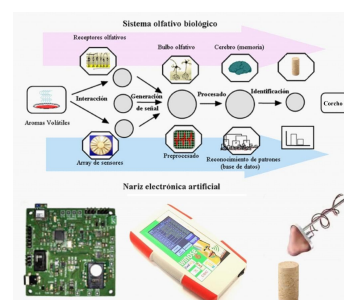 Sistema olfativo biológico
Receptores olfativos
Bulbo olfativo
Cerebro (memoria)
Interacción
Generación
de señal
Procesado
Identificación
Corcho
Aromas Volátiles
Array de sensores
Preprocesado
Reconocimiento de patrones
(base de datos)
Nariz electrónica artificial